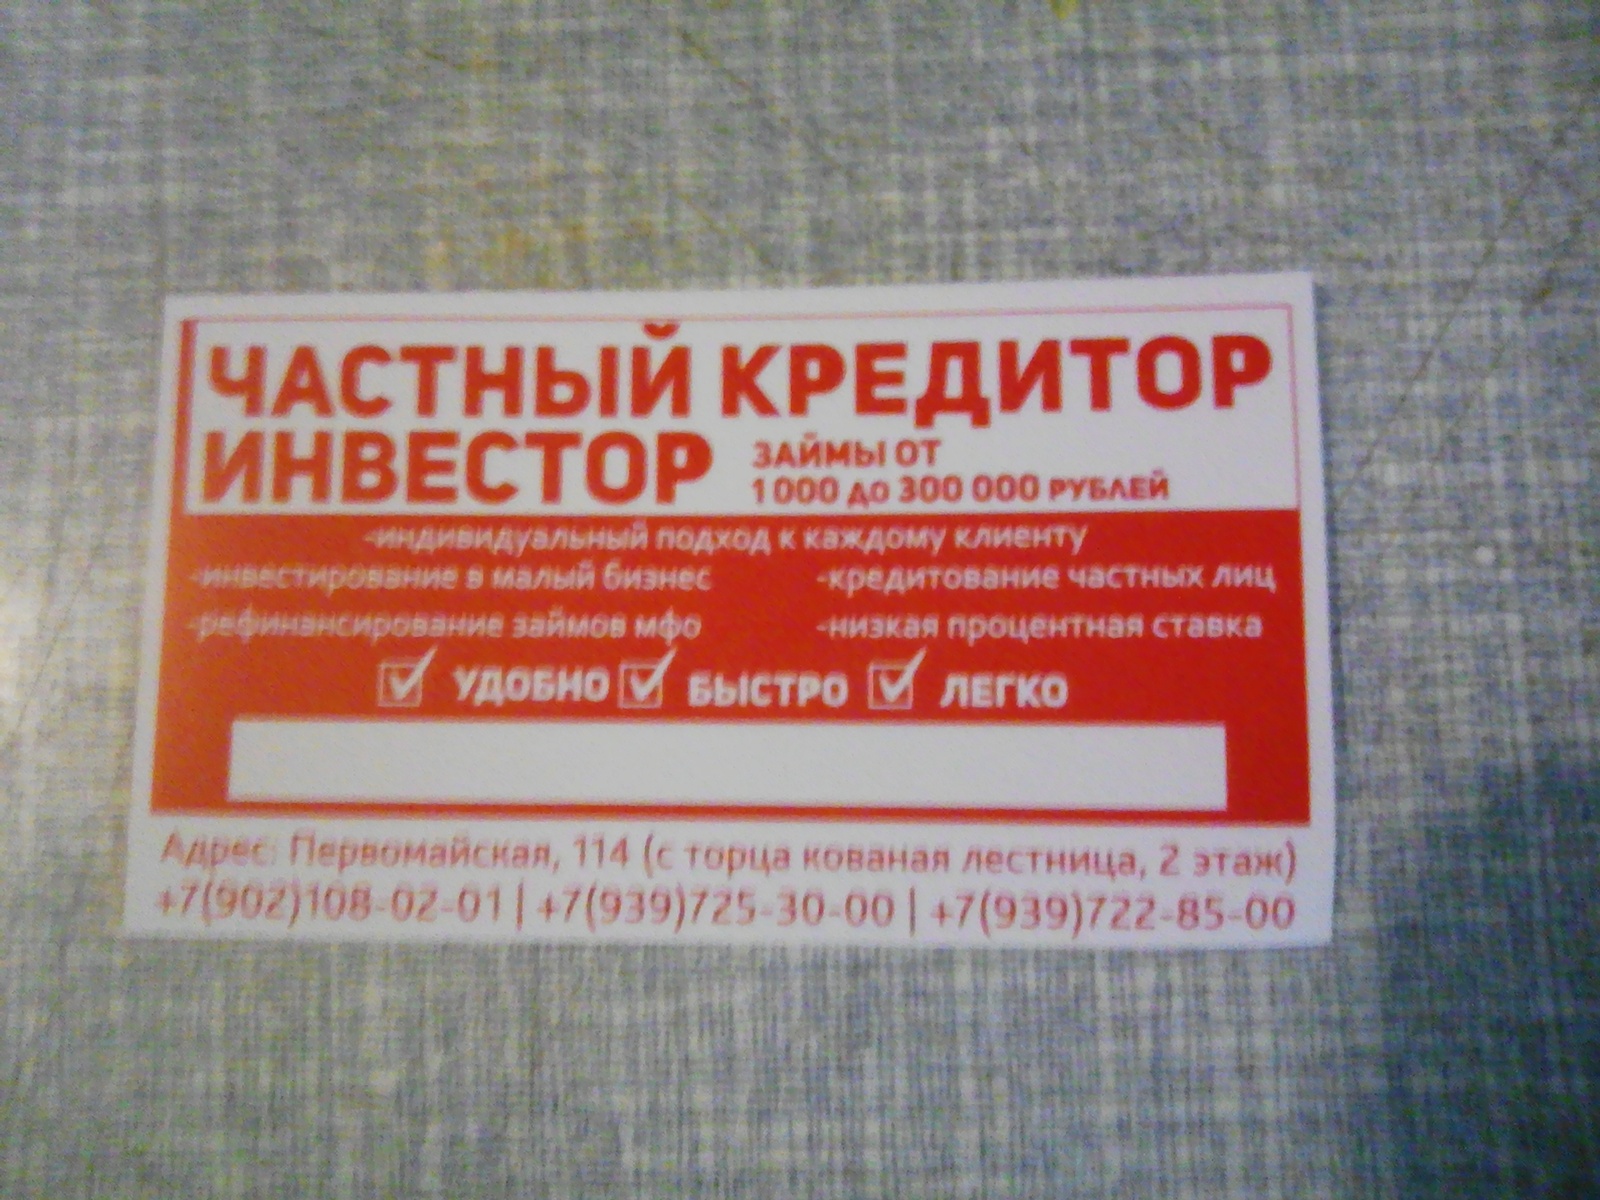 ЧАСТНЫЙ КРЕДИТОР
ИНВЕСТОР
ЗАЙМЫ ОТ
1 000 ДО 300 000 РУБЛЕЙ
-индивидуальный подход к каждому клиенту
-инвестирование в малый бизнес
-кредитование частных лиц
-рефинансирование займов мфо
-низкая процентная ставка
УДОБНО БЫСТРО ЛЕГКО
Адрес: Первомайская, 114 (с торца кованая лестница, 2 этаж)
+7(902)108-02-01 | +7(939)725-30-00 | +7(939)722-85-00